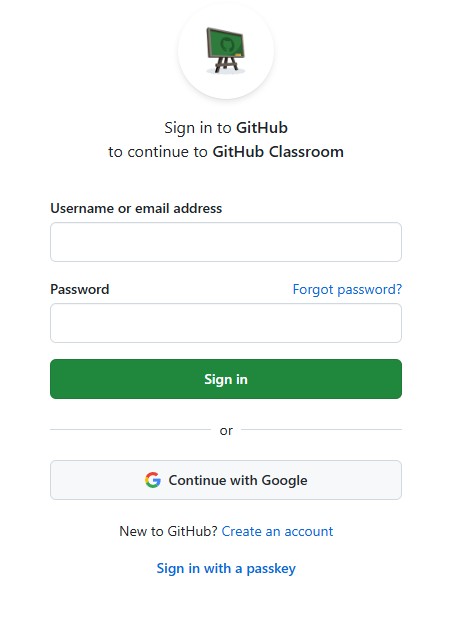 Sign in to GitHub
to continue to GitHub Classroom
Username or email address
Password
Forgot password?
Sign in
or
Continue with Google
New to GitHub? Create an account
Sign in with a passkey